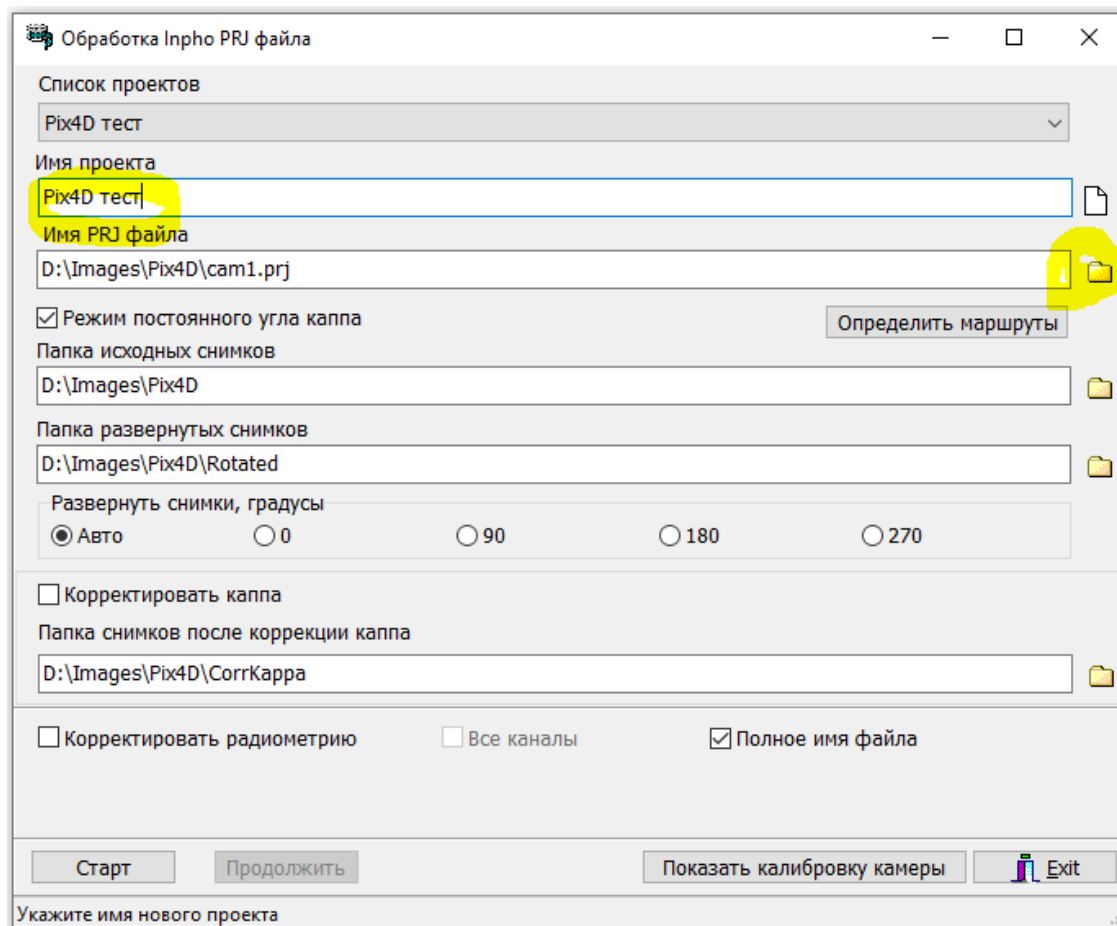 Обработка Inpho PRJ файла
Список проектов
Pix4D тест
Имя проекта
Pix4D тест
Имя PRJ файла
D:\Images\Pix4D\cam1.prj
Режим постоянного угла каппа
Определить маршруты
Папка исходных снимков
D:\Images\Pix4D
Папка развернутых снимков
D:\Images\Pix4D\Rotated
Развернуть снимки, градусы
Авто 0 90 180 270
Корректировать каппа
Папка снимков после коррекции каппа
D:\Images\Pix4D\CorrKappa
Корректировать радиометрию Все каналы Полное имя файла
Старт Продолжить Показать калибровку камеры Exit
Укажите имя нового проекта